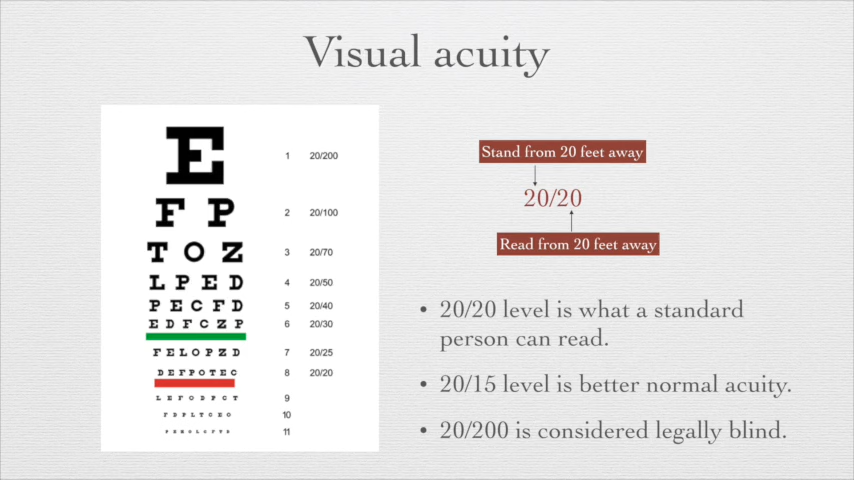 Visual acuity
E 1 20/200
F P 2 20/100
T O Z 3 20/70
L P E D 4 20/50
P E C F D 5 20/40
E D F C Z P 6 20/30
F E L O P Z D 7 20/25
D E F P O T E C 8 20/20
L E F O D P C T 9
F D P L T C E O 10
11
Stand from 20 feet away
20/20
Read from 20 feet away
• 20/20 level is what a standard
person can read.
• 20/15 level is better normal acuity.
• 20/200 is considered legally blind.